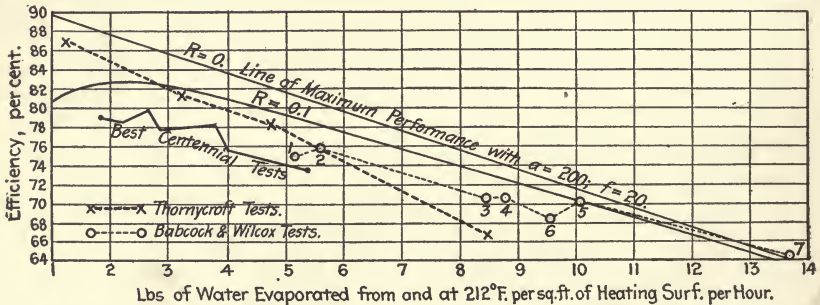 90
88
86
84
82
80
78
76
74
72
70
68
66
64
Efficiency, per cent.
R=0. Line of Maximum Performance with a=200; f=20.
R=0.1
Best Centennial Tests
1
2
3
4
5
6
7
x-----x Thornycroft Tests.
o-----o Babcock & Wilcox Tests.
1 2 3 4 5 6 7 8 9 10 11 12 13 14
Lbs of Water Evaporated from and at 212°F. per sq.ft. of Heating Surf. per Hour.